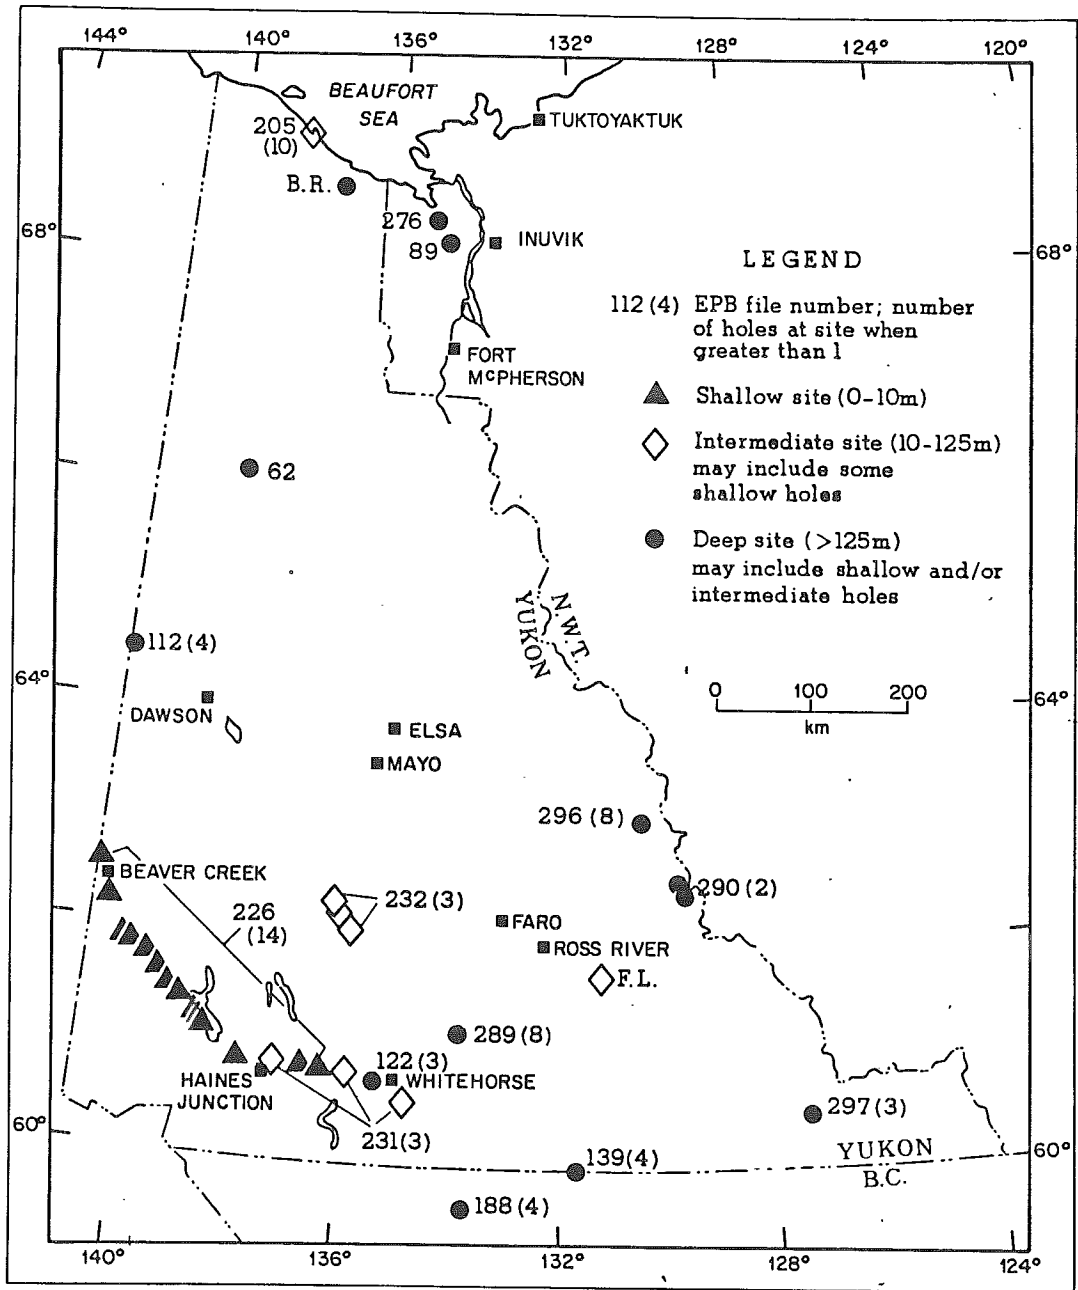 144°
140°
136°
132°
128°
124°
120°
BEAUFORT
SEA
TUKTOYAKTUK
205
(10)
B.R.
276
89
INUVIK
68°
68°
LEGEND
112 (4) EPB file number; number
of holes at site when
greater than 1
FORT
McPHERSON
Shallow site (0-10m)
Intermediate site (10-125m)
may include some
shallow holes
62
Deep site (>125m)
may include shallow and/or
intermediate holes
N.W.T.
YUKON
112 (4)
64°
64°
0 100 200
km
DAWSON
ELSA
MAYO
296 (8)
BEAVER CREEK
290 (2)
232 (3)
226
(14)
FARO
ROSS RIVER
F.L.
289 (8)
122 (3)
HAINES
JUNCTION
WHITEHORSE
297 (3)
60°
60°
231(3)
139(4)
YUKON
B.C.
188 (4)
140°
136°
132°
128°
124°